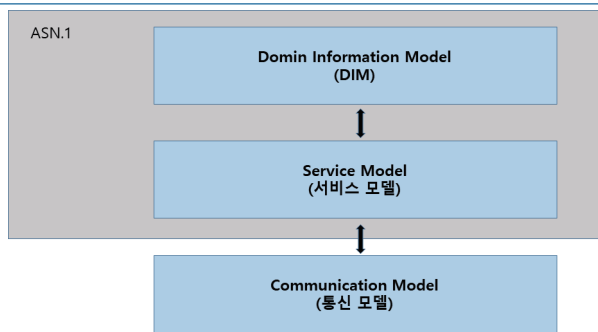 ASN.1
Domin Information Model
(DIM)
Service Model
(서비스 모델)
Communication Model
(통신 모델)